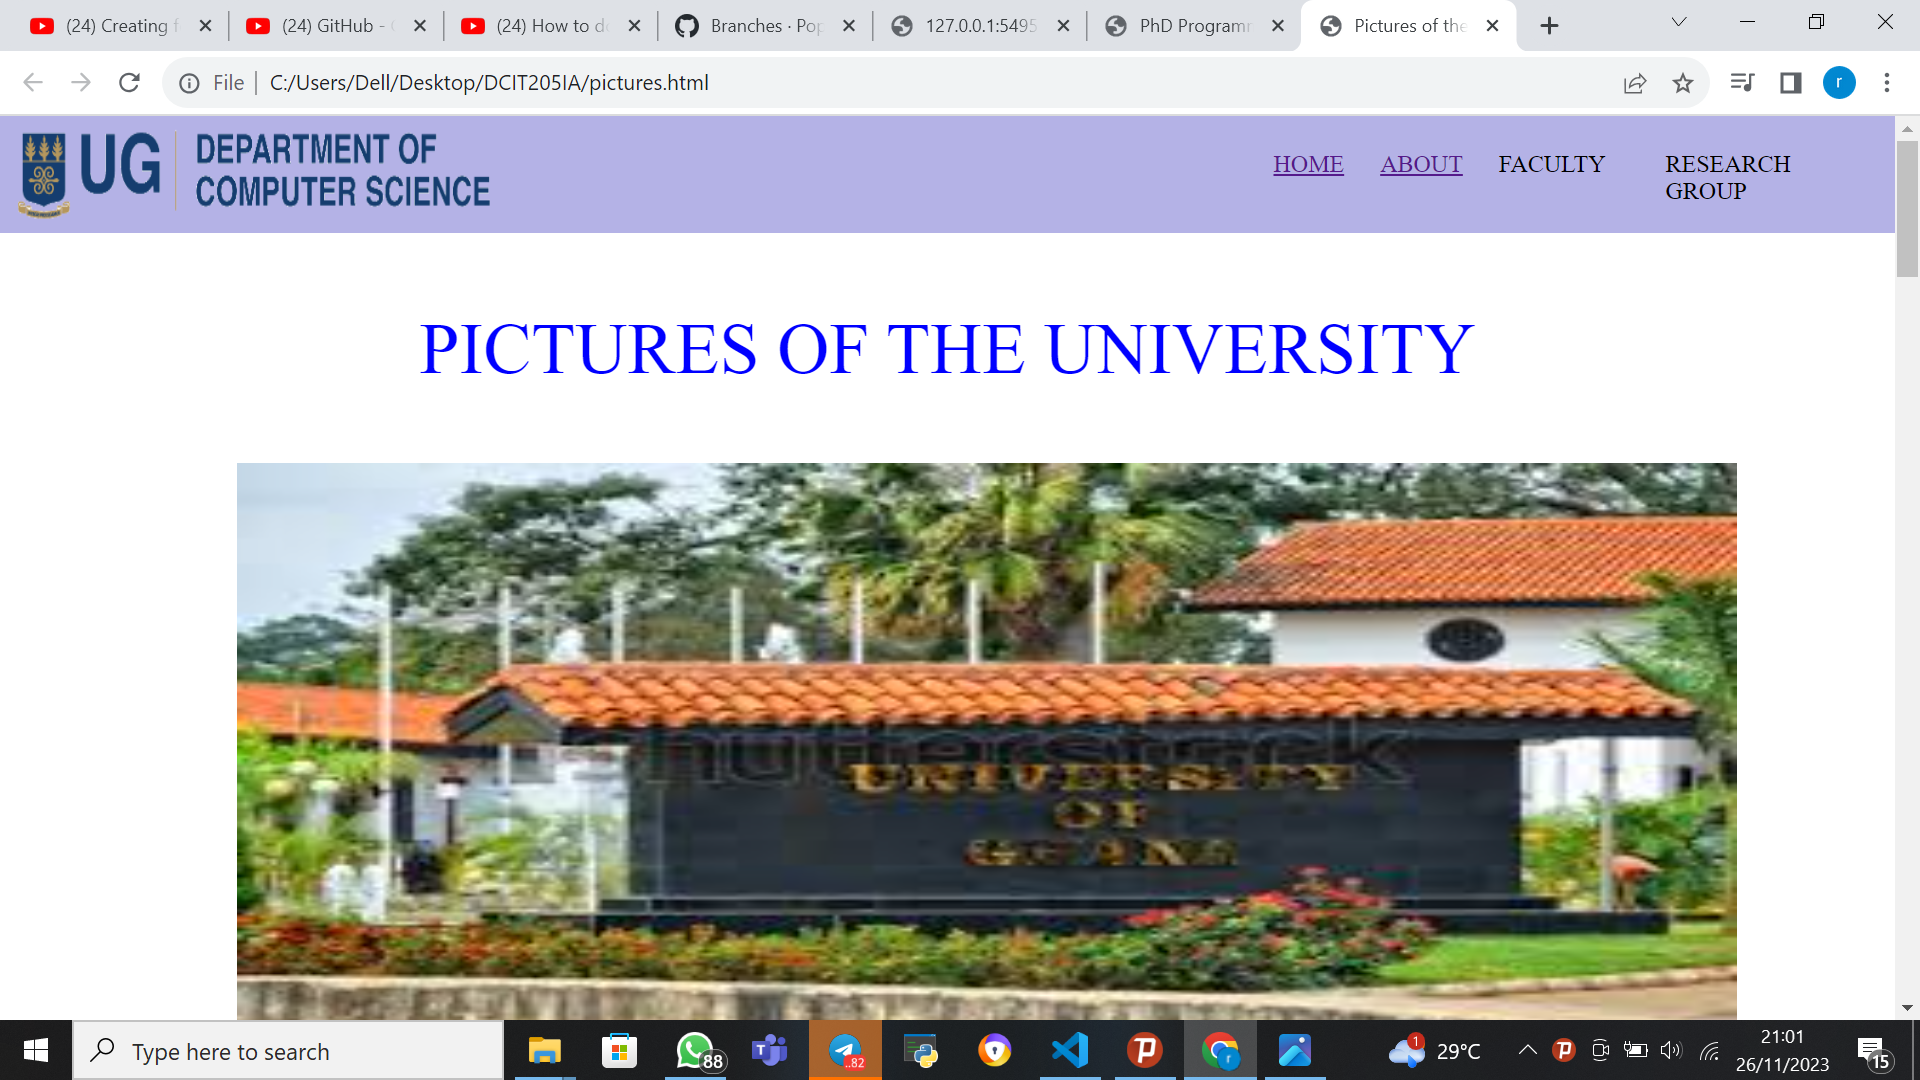 (24) Creating f
(24) GitHub -
(24) How to do
Branches · Pop
127.0.0.1:5495
PhD Programm
Pictures of the
File
C:/Users/Dell/Desktop/DCIT205IA/pictures.html
r
UG
DEPARTMENT OF
COMPUTER SCIENCE
HOME
ABOUT
FACULTY
RESEARCH
GROUP
PICTURES OF THE UNIVERSITY
shutterstock
UNIVERSITY
OF
GHANA
Type here to search
88
..82
r
1
29°C
21:01
26/11/2023
15